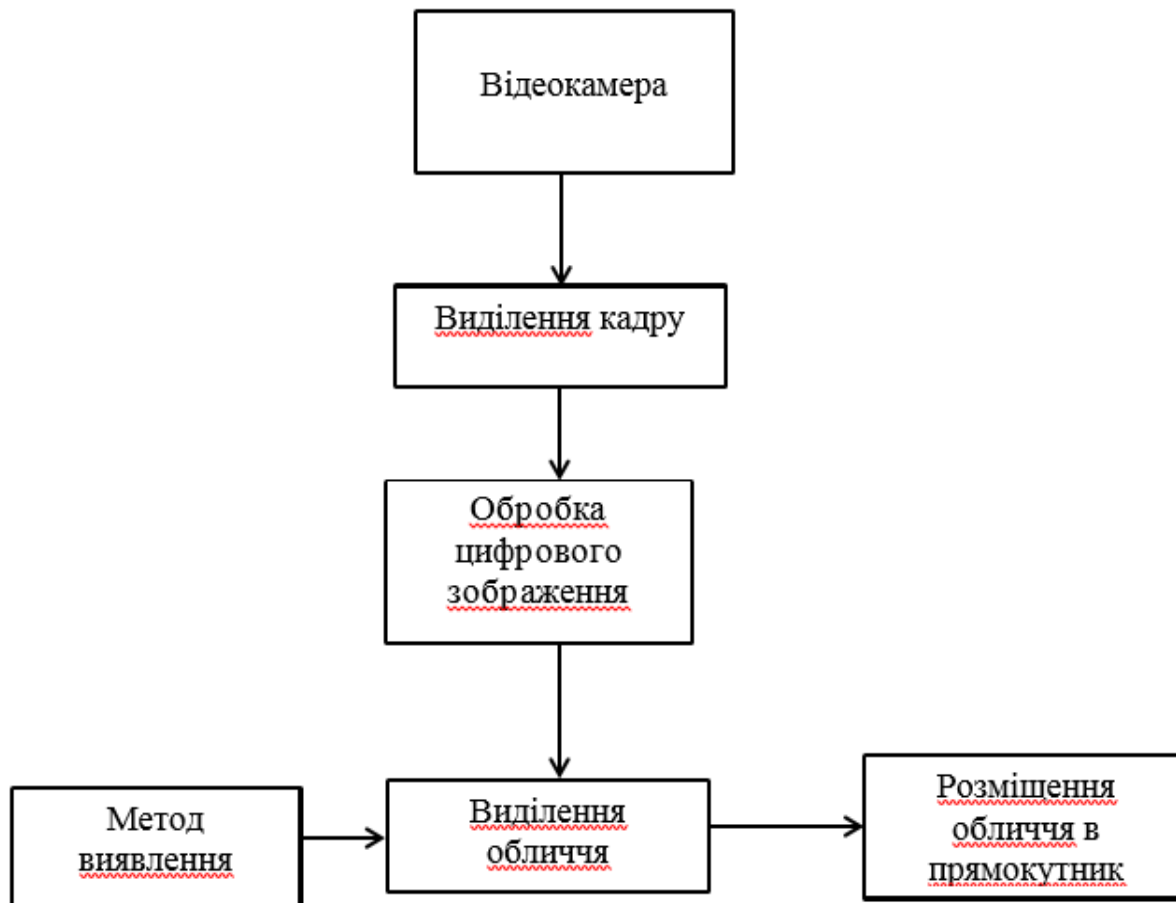 Відеокамера
Виділення кадру
Обробка
цифрового
зображення
Метод
виявлення
Виділення
обличчя
Розміщення
обличчя в
прямокутник